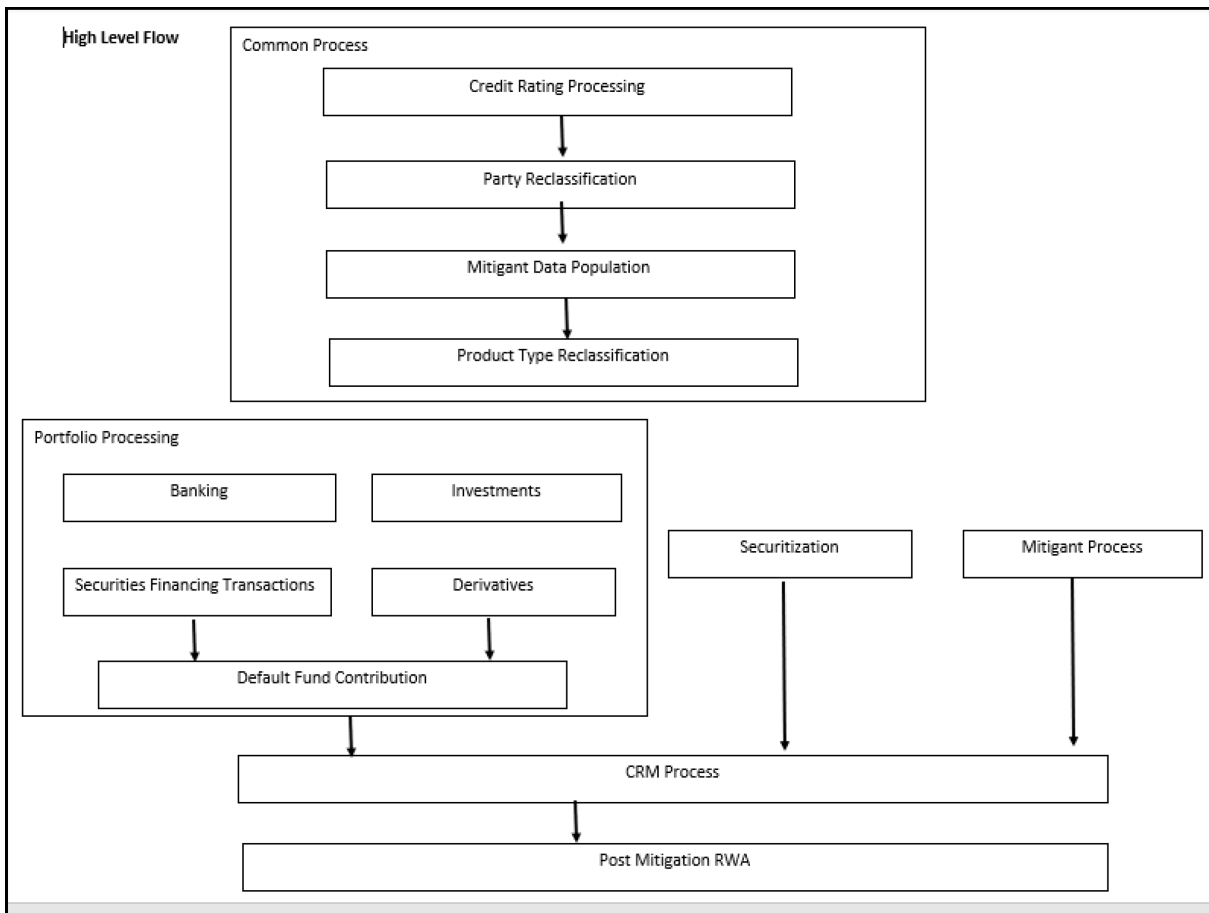 High Level Flow
Common Process
Credit Rating Processing
Party Reclassification
Mitigant Data Population
Product Type Reclassification
Portfolio Processing
Banking
Investments
Securitization
Mitigant Process
Securities Financing Transactions
Derivatives
Default Fund Contribution
CRM Process
Post Mitigation RWA